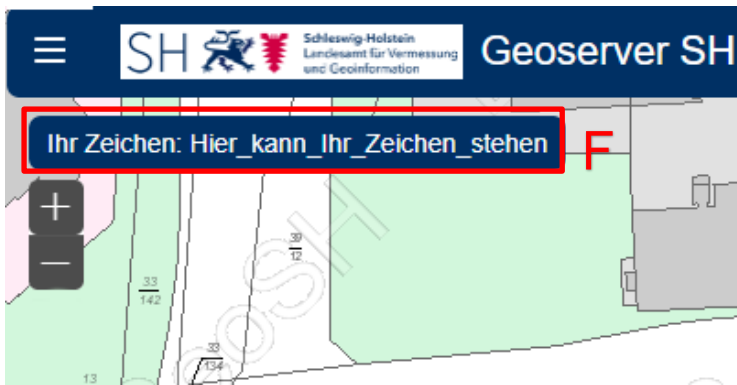 SH
Schleswig-Holstein
Landesamt für Vermessung
und Geoinformation
Geoserver SH
Ihr Zeichen: Hier_kann_Ihr_Zeichen_stehen
F
+
−
39
12
33
142
33
134
13